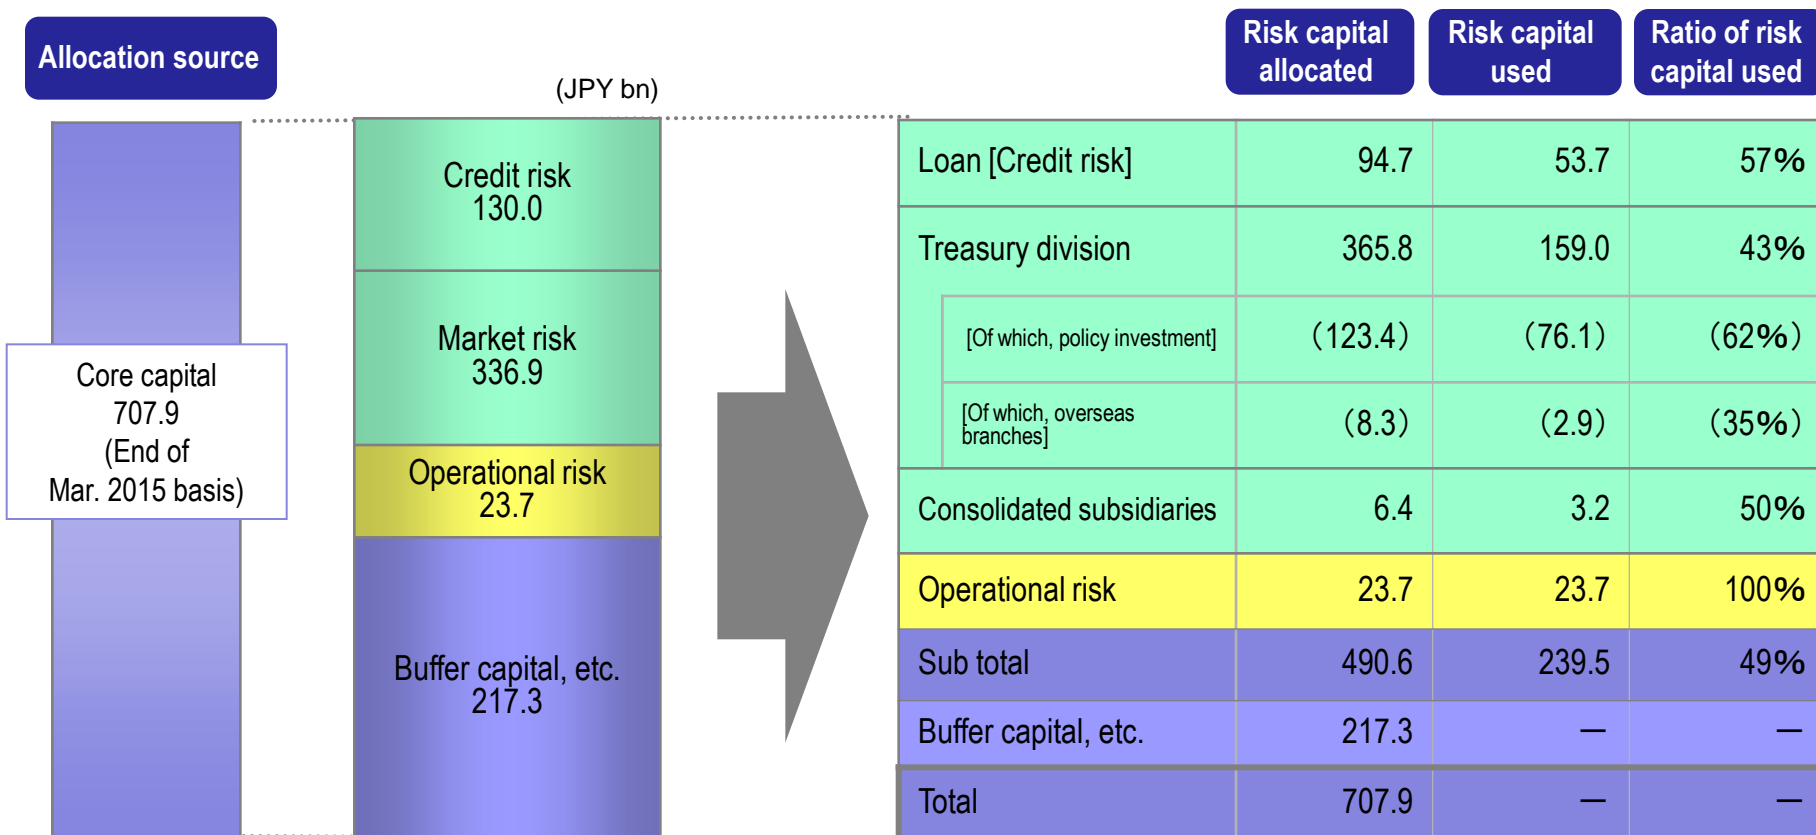 Allocation source
(JPY bn)
Risk capital
allocated
Risk capital
used
Ratio of risk
capital used
Core capital
707.9
(End of
Mar. 2015 basis)
Credit risk
130.0
Market risk
336.9
Operational risk
23.7
Buffer capital, etc.
217.3
Loan [Credit risk] 94.7 53.7 57%
Treasury division 365.8 159.0 43%
[Of which, policy investment] (123.4) (76.1) (62%)
[Of which, overseas
branches] (8.3) (2.9) (35%)
Consolidated subsidiaries 6.4 3.2 50%
Operational risk 23.7 23.7 100%
Sub total 490.6 239.5 49%
Buffer capital, etc. 217.3 — —
Total 707.9 — —